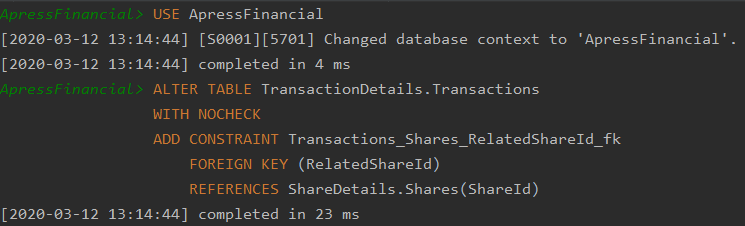 ApressFinancial> USE ApressFinancial
[2020-03-12 13:14:44] [S0001][5701] Changed database context to 'ApressFinancial'.
[2020-03-12 13:14:44] completed in 4 ms
ApressFinancial> ALTER TABLE TransactionDetails.Transactions
WITH NOCHECK
ADD CONSTRAINT Transactions_Shares_RelatedShareId_fk
FOREIGN KEY (RelatedShareId)
REFERENCES ShareDetails.Shares(ShareId)
[2020-03-12 13:14:44] completed in 23 ms